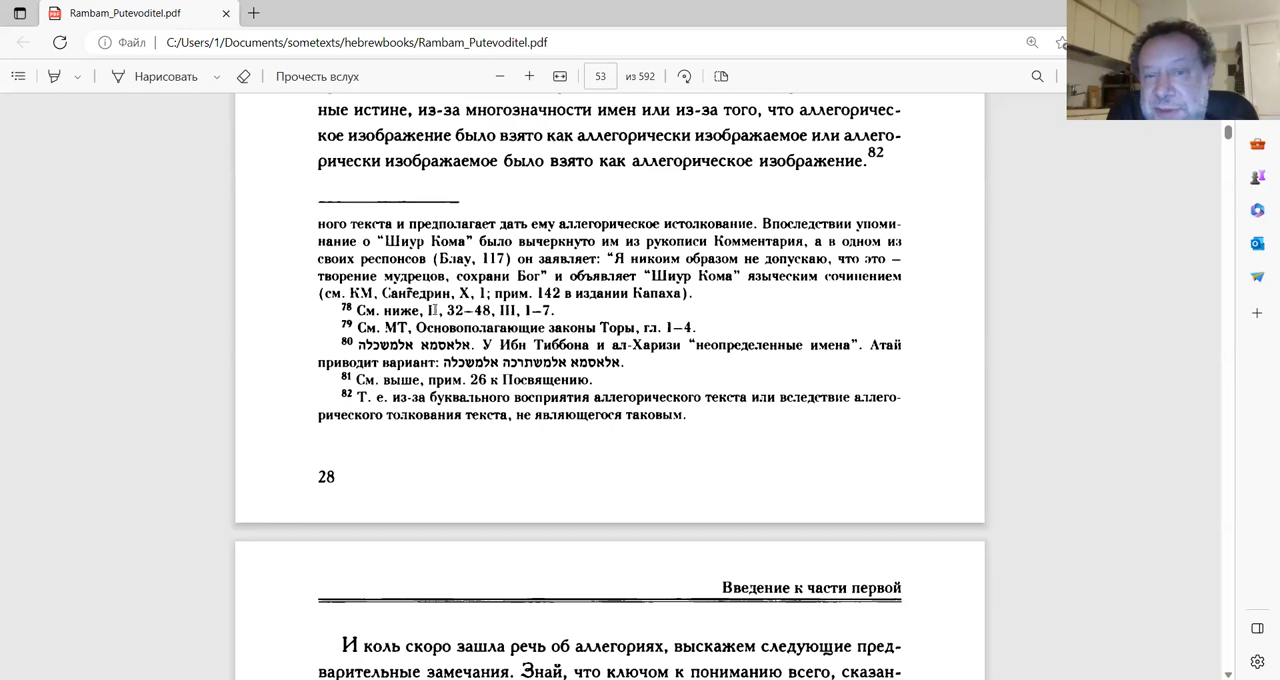 Rambam_Putevoditel.pdf
Файл
C:/Users/1/Documents/sometexts/hebrewbooks/Rambam_Putevoditel.pdf
Нарисовать
Прочесть вслух
53
из 592
ные истине, из-за многозначности имен или из-за того, что аллегоричес-
кое изображение было взято как аллегорически изображаемое или аллего-
рически изображаемое было взято как аллегорическое изображение.82
ного текста и предполагает дать ему аллегорическое истолкование. Впоследствии упоми-
нание о "Шиур Кома" было вычеркнуто им из рукописи Комментария, а в одном из
своих респонсов (Блау, 117) он заявляет: "Я никоим образом не допускаю, что это –
творение мудрецов, сохрани Бог" и объявляет "Шиур Кома" языческим сочинением
(см. КМ, Сангедрин, X, 1; прим. 142 в издании Капаха).
78 См. ниже, II, 32–48, III, 1–7.
79 См. МТ, Основополагающие законы Торы, гл. 1–4.
80 אלאסמא אלמשכלה. У Ибн Тиббона и ал-Харизи "неопределенные имена". Атай
приводит вариант: אלאסמא אלמשתרכה אלמשכלה.
81 См. выше, прим. 26 к Посвящению.
82 Т. е. из-за буквального восприятия аллегорического текста или вследствие аллего-
рического толкования текста, не являющегося таковым.
28
Введение к части первой
И коль скоро зашла речь об аллегориях, выскажем следующие пред-
варительные замечания. Знай, что ключом к пониманию всего, сказан-